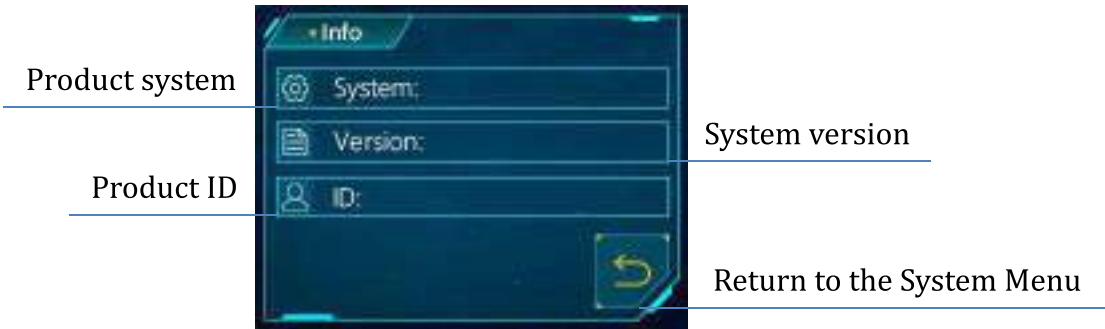 • Info
Product system
System:
Version:
System version
Product ID
ID:
Return to the System Menu